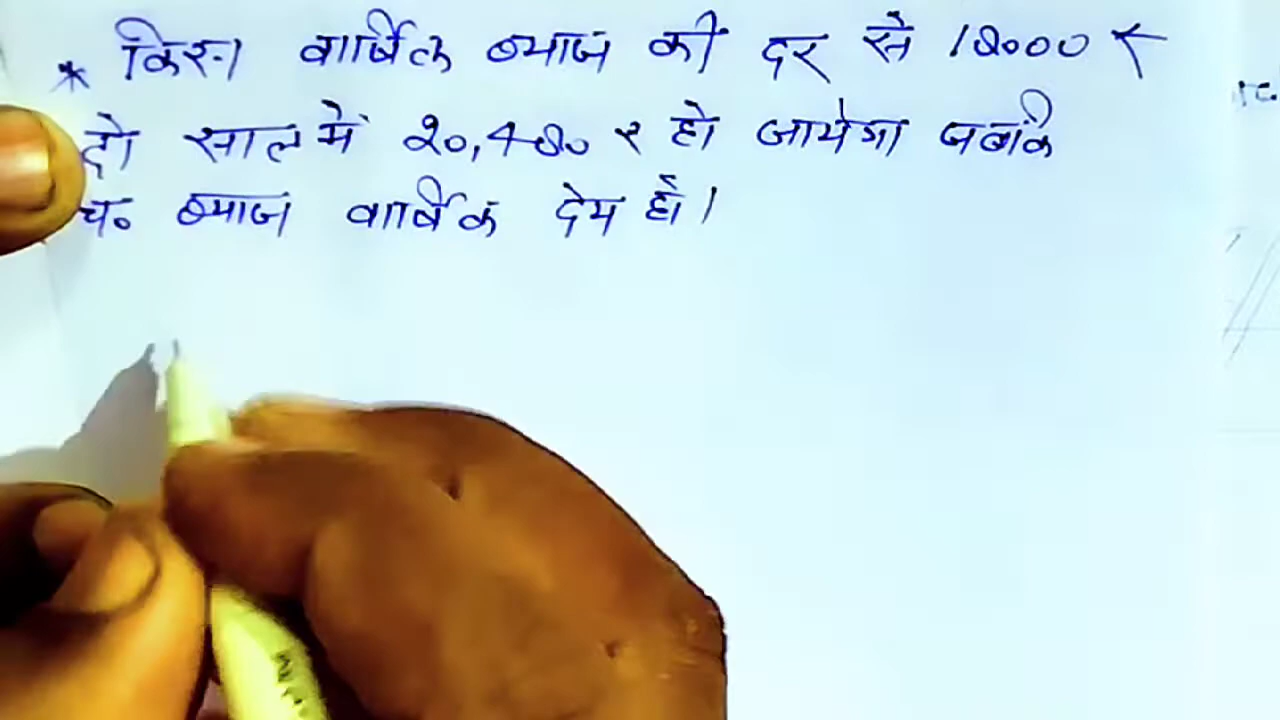 * किस वार्षिक ब्याज की दर से 18000 ₹
दो साल में 20,480 ₹ हो जायेगा जबकि
च० ब्याज वार्षिक देय हो।